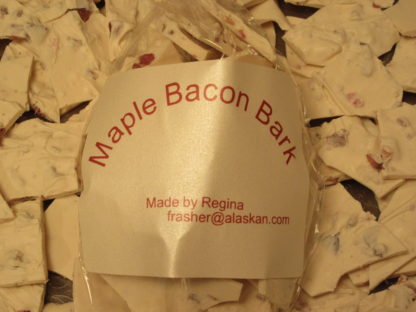 Maple Bacon Bark
Made by Regina
frasher@alaskan.com